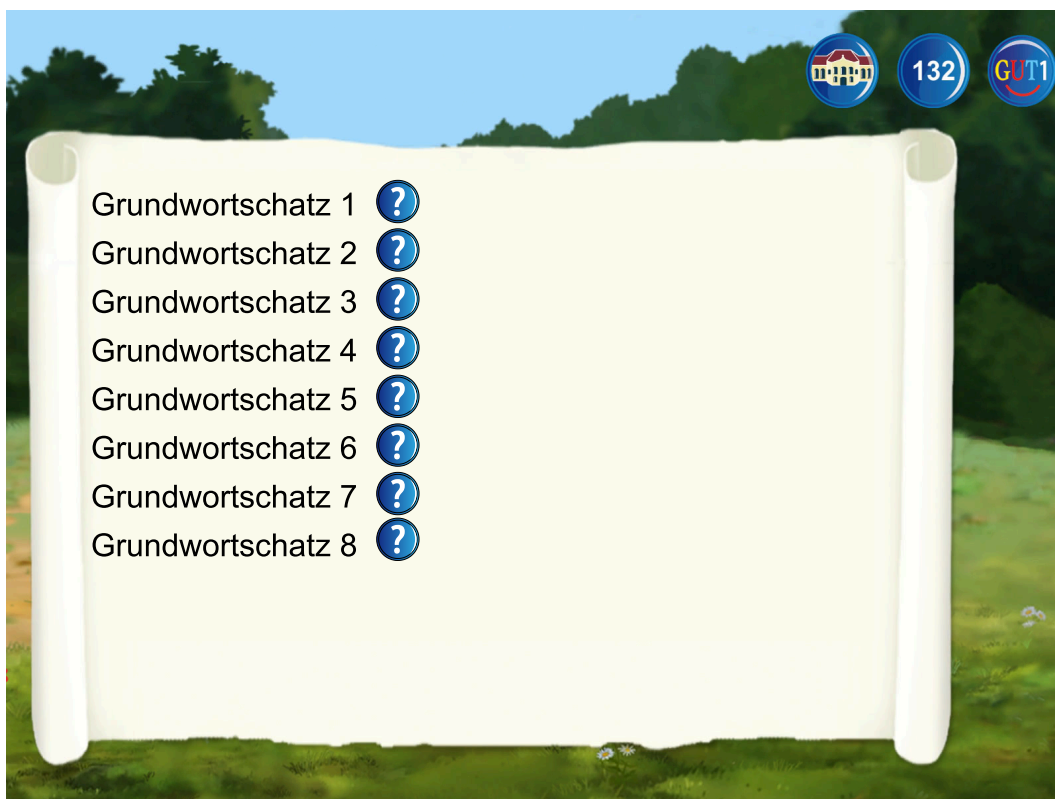 132
GUT1
Grundwortschatz 1 ?
Grundwortschatz 2 ?
Grundwortschatz 3 ?
Grundwortschatz 4 ?
Grundwortschatz 5 ?
Grundwortschatz 6 ?
Grundwortschatz 7 ?
Grundwortschatz 8 ?